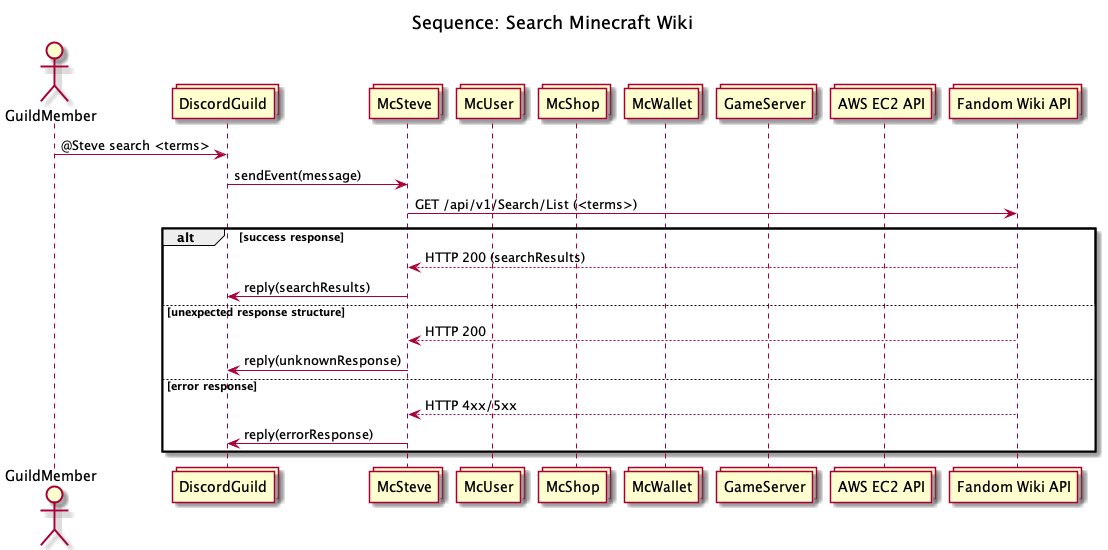 Sequence: Search Minecraft Wiki
GuildMember
DiscordGuild
McSteve
McUser
McShop
McWallet
GameServer
AWS EC2 API
Fandom Wiki API
@Steve search <terms>
sendEvent(message)
GET /api/v1/Search/List (<terms>)
alt
[success response]
HTTP 200 (searchResults)
reply(searchResults)
[unexpected response structure]
HTTP 200
reply(unknownResponse)
[error response]
HTTP 4xx/5xx
reply(errorResponse)
GuildMember
DiscordGuild
McSteve
McUser
McShop
McWallet
GameServer
AWS EC2 API
Fandom Wiki API